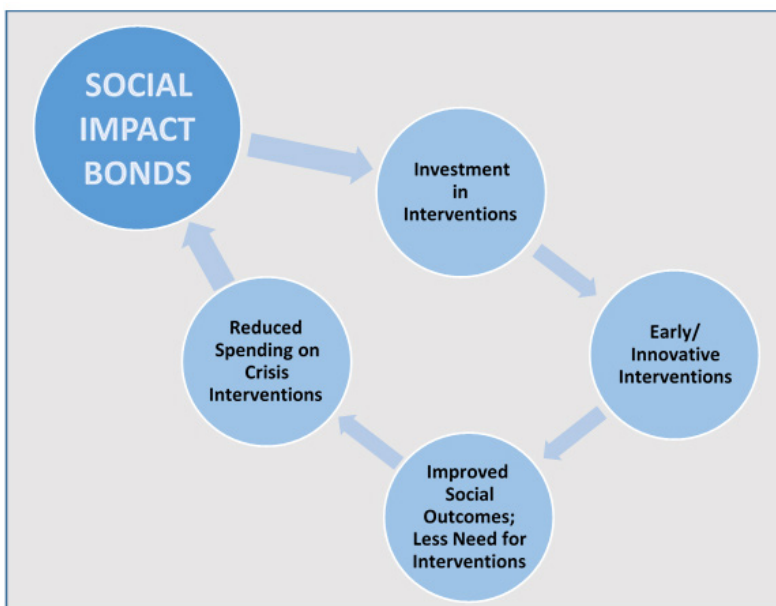 SOCIAL
IMPACT
BONDS
Investment
in
Interventions
Early/
Innovative
Interventions
Improved
Social
Outcomes;
Less Need for
Interventions
Reduced
Spending on
Crisis
Interventions